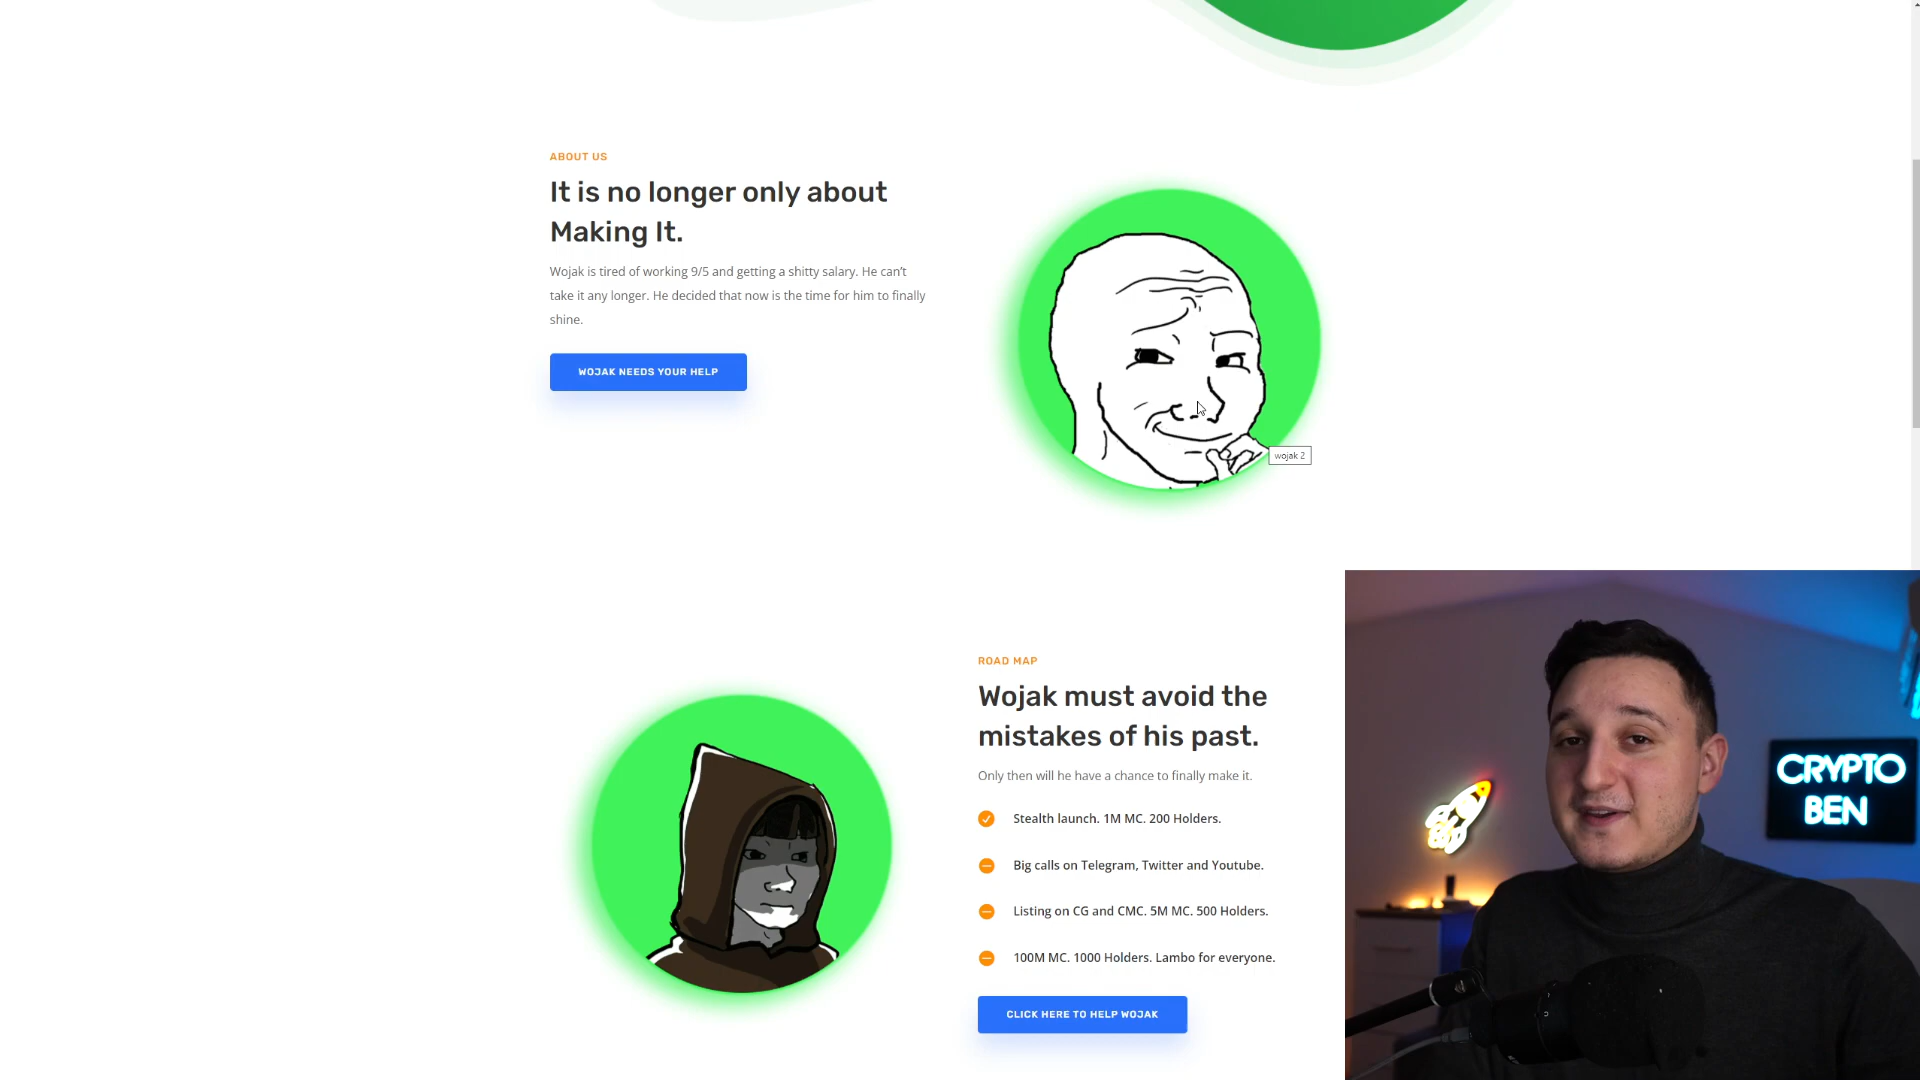 ABOUT US
It is no longer only about
Making It.
Wojak is tired of working 9/5 and getting a shitty salary. He can't
take it any longer. He decided that now is the time for him to finally
shine.
WOJAK NEEDS YOUR HELP
wojak 2
ROAD MAP
Wojak must avoid the
mistakes of his past.
Only then will he have a chance to finally make it.
Stealth launch. 1M MC. 200 Holders.
Big calls on Telegram, Twitter and Youtube.
Listing on CG and CMC. 5M MC. 500 Holders.
100M MC. 1000 Holders. Lambo for everyone.
CLICK HERE TO HELP WOJAK
CRYPTO
BEN